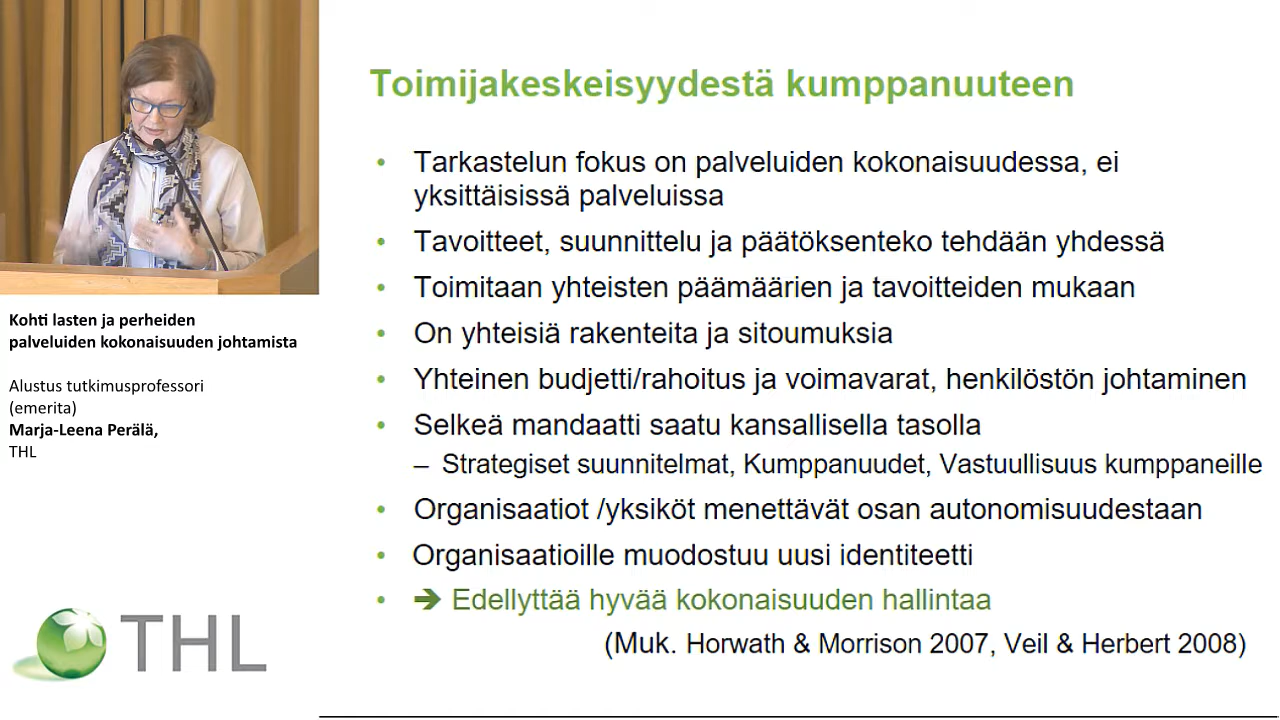 Toimijakeskeisyydestä kumppanuuteen
• Tarkastelun fokus on palveluiden kokonaisuudessa, ei
yksittäisissä palveluissa
• Tavoitteet, suunnittelu ja päätöksenteko tehdään yhdessä
• Toimitaan yhteisten päämäärien ja tavoitteiden mukaan
• On yhteisiä rakenteita ja sitoumuksia
• Yhteinen budjetti/rahoitus ja voimavarat, henkilöstön johtaminen
• Selkeä mandaatti saatu kansallisella tasolla
– Strategiset suunnitelmat, Kumppanuudet, Vastuullisuus kumppaneille
• Organisaatiot /yksiköt menettävät osan autonomisuudestaan
• Organisaatioille muodostuu uusi identiteetti
• ➔ Edellyttää hyvää kokonaisuuden hallintaa
(Muk. Horwath & Morrison 2007, Veil & Herbert 2008)
Kohti lasten ja perheiden
palveluiden kokonaisuuden johtamista
Alustus tutkimusprofessori
(emerita)
Marja-Leena Perälä,
THL
THL